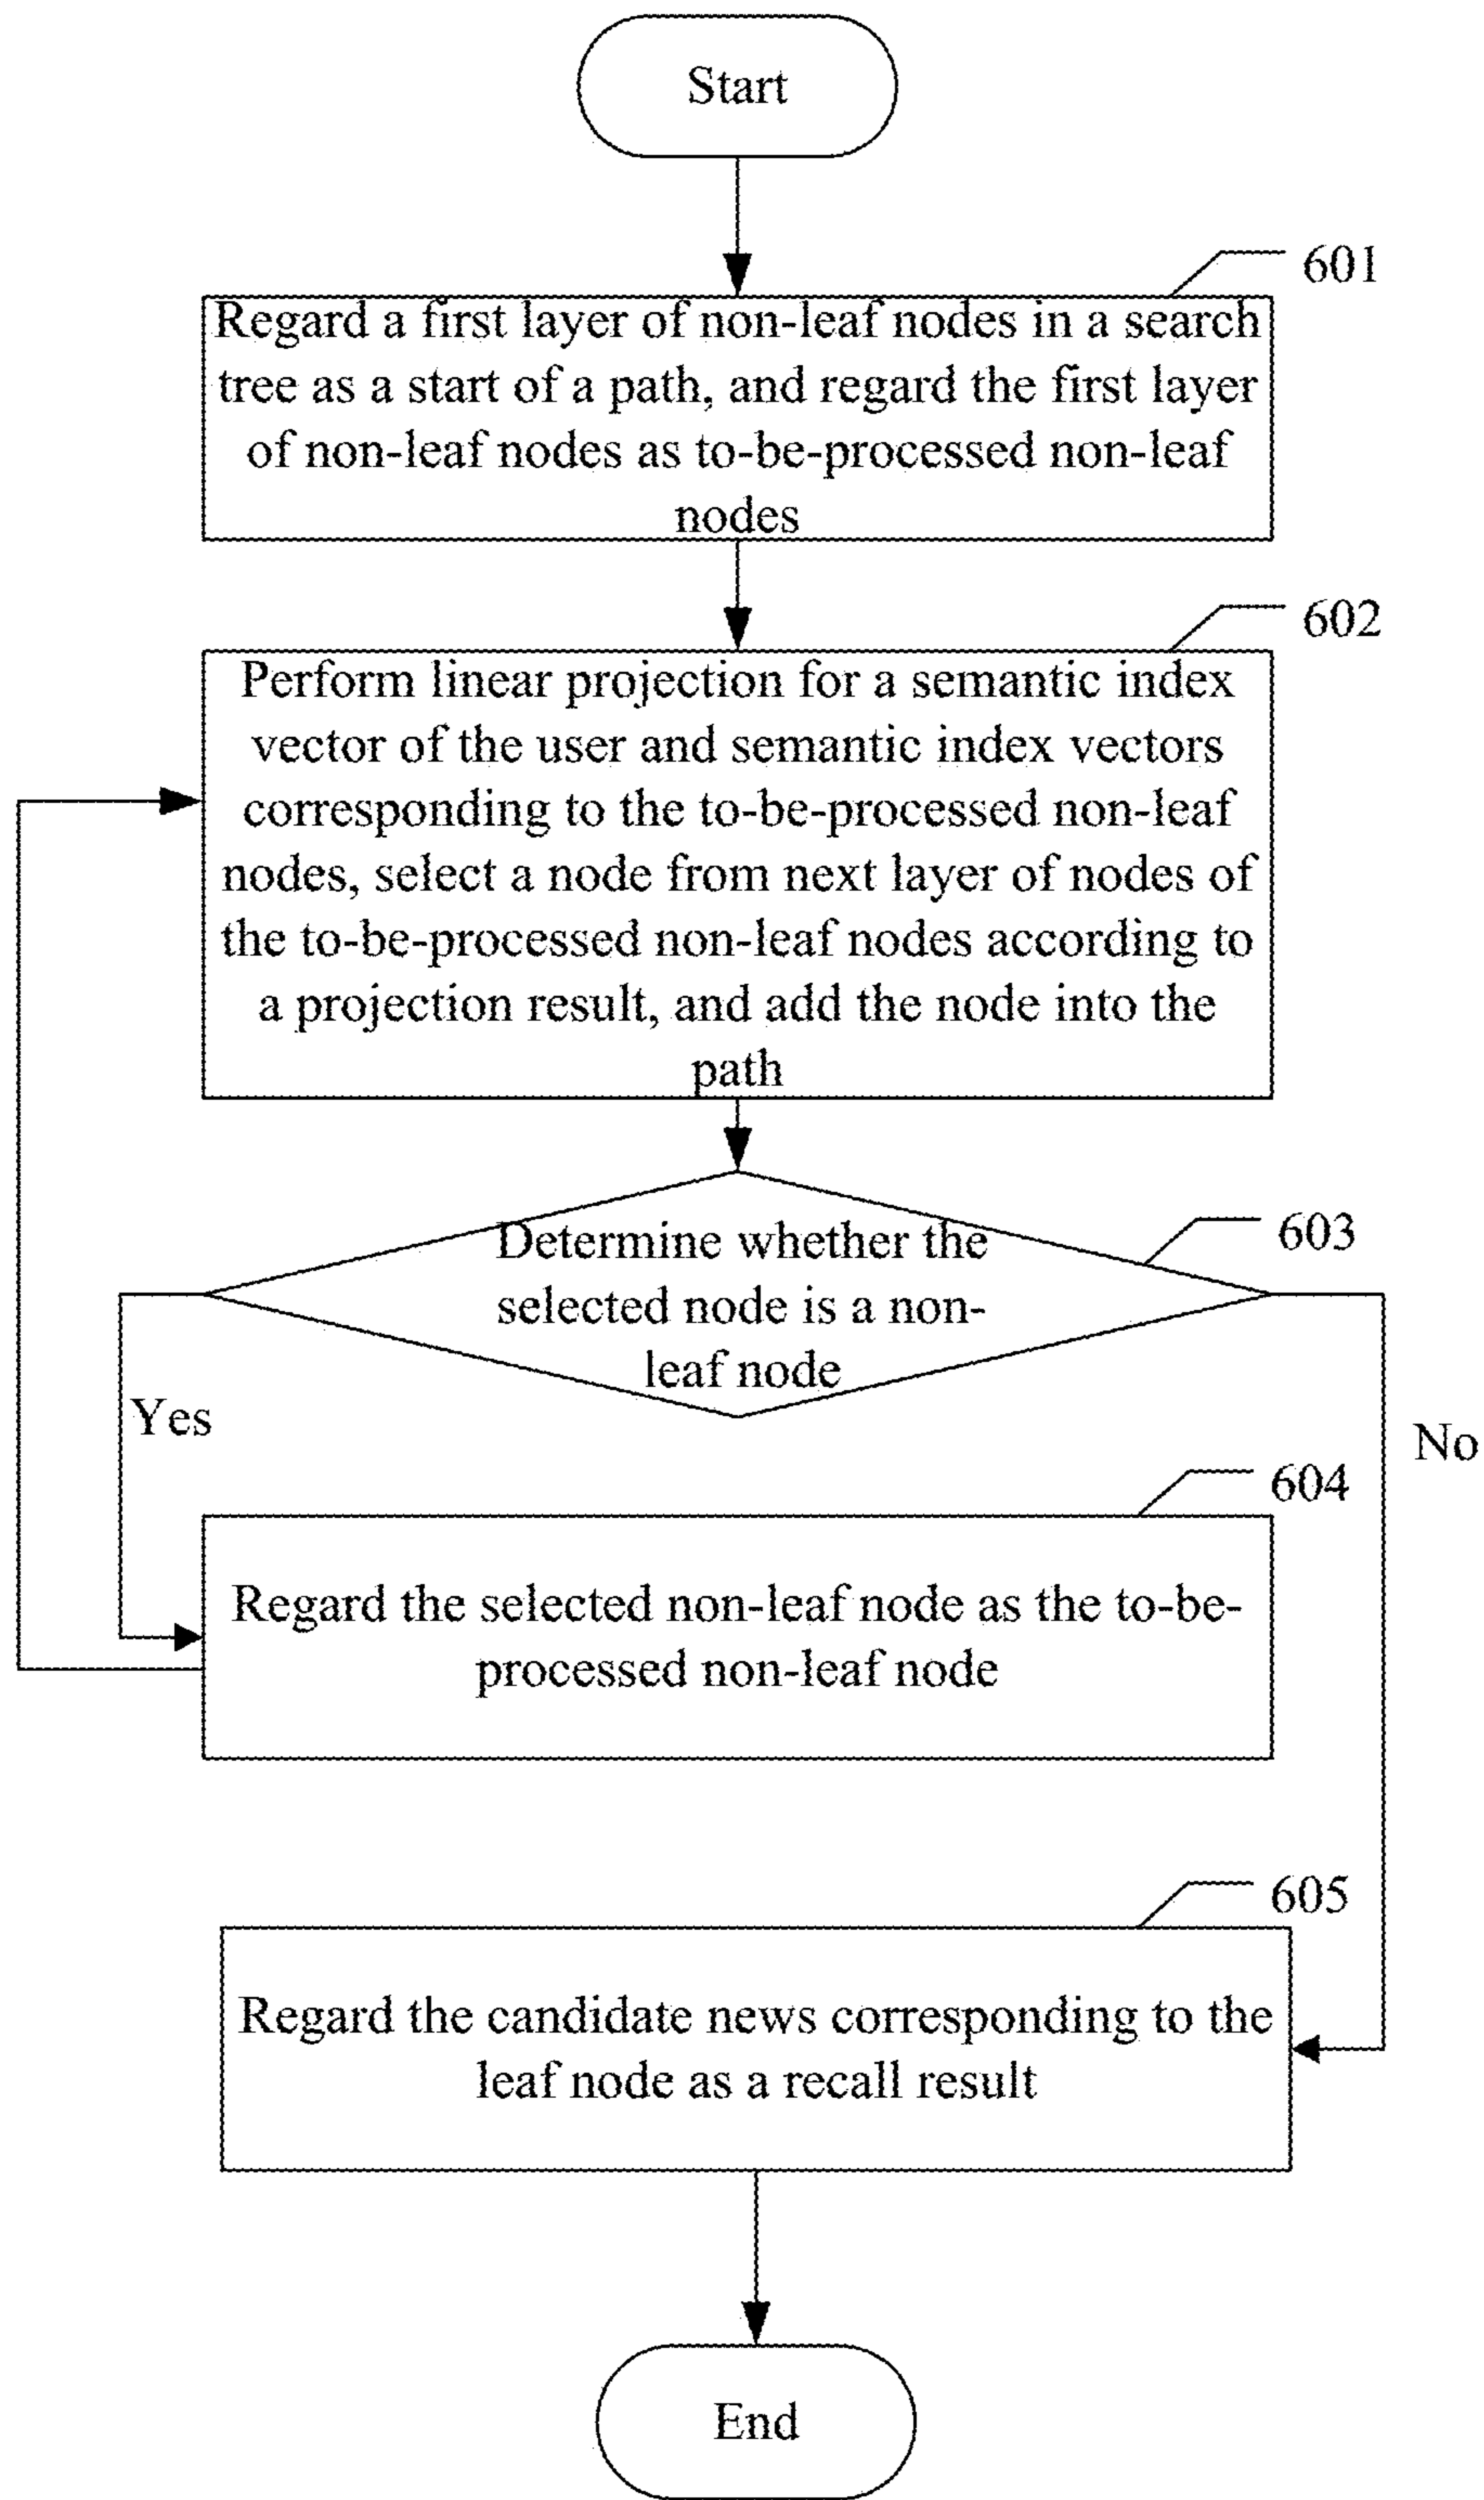 Start
601
Regard a first layer of non-leaf nodes in a search
tree as a start of a path, and regard the first layer
of non-leaf nodes as to-be-processed non-leaf
nodes
602
Perform linear projection for a semantic index
vector of the user and semantic index vectors
corresponding to the to-be-processed non-leaf
nodes, select a node from next layer of nodes of
the to-be-processed non-leaf nodes according to
a projection result, and add the node into the
path
603
Determine whether the
selected node is a non-
leaf node
Yes
No
604
Regard the selected non-leaf node as the to-be-
processed non-leaf node
605
Regard the candidate news corresponding to the
leaf node as a recall result
End